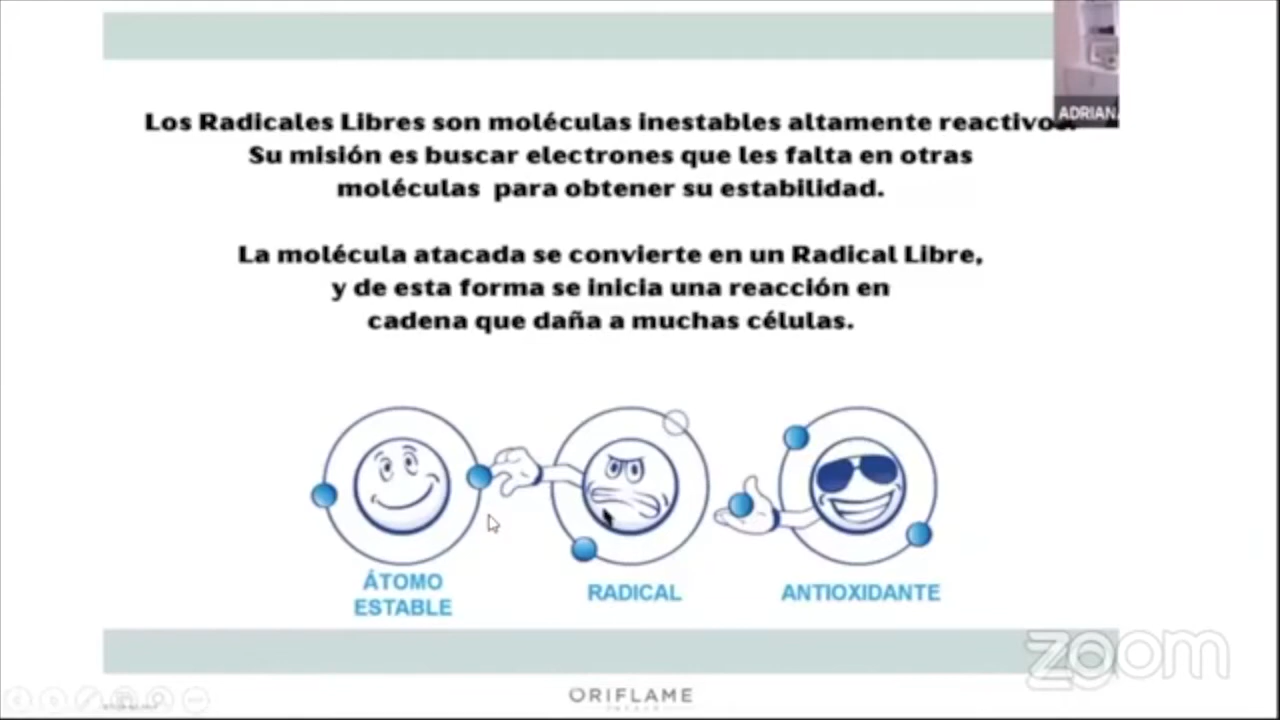 ADRIAN
Los Radicales Libres son moléculas inestables altamente reactivos.
Su misión es buscar electrones que les falta en otras
moléculas para obtener su estabilidad.
La molécula atacada se convierte en un Radical Libre,
y de esta forma se inicia una reacción en
cadena que daña a muchas células.
ÁTOMO
ESTABLE
RADICAL
ANTIOXIDANTE
zoom
ORIFLAME